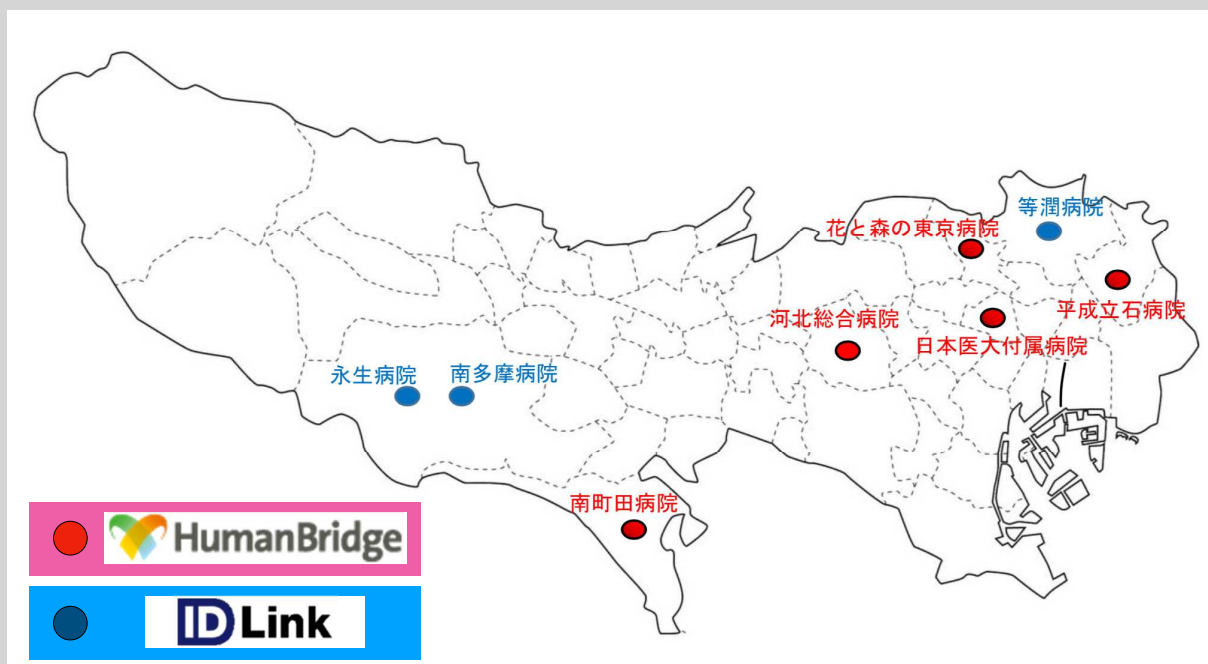 等潤病院
花と森の東京病院
平成立石病院
河北総合病院
日本医大付属病院
永生病院
南多摩病院
南町田病院
HumanBridge
ID Link